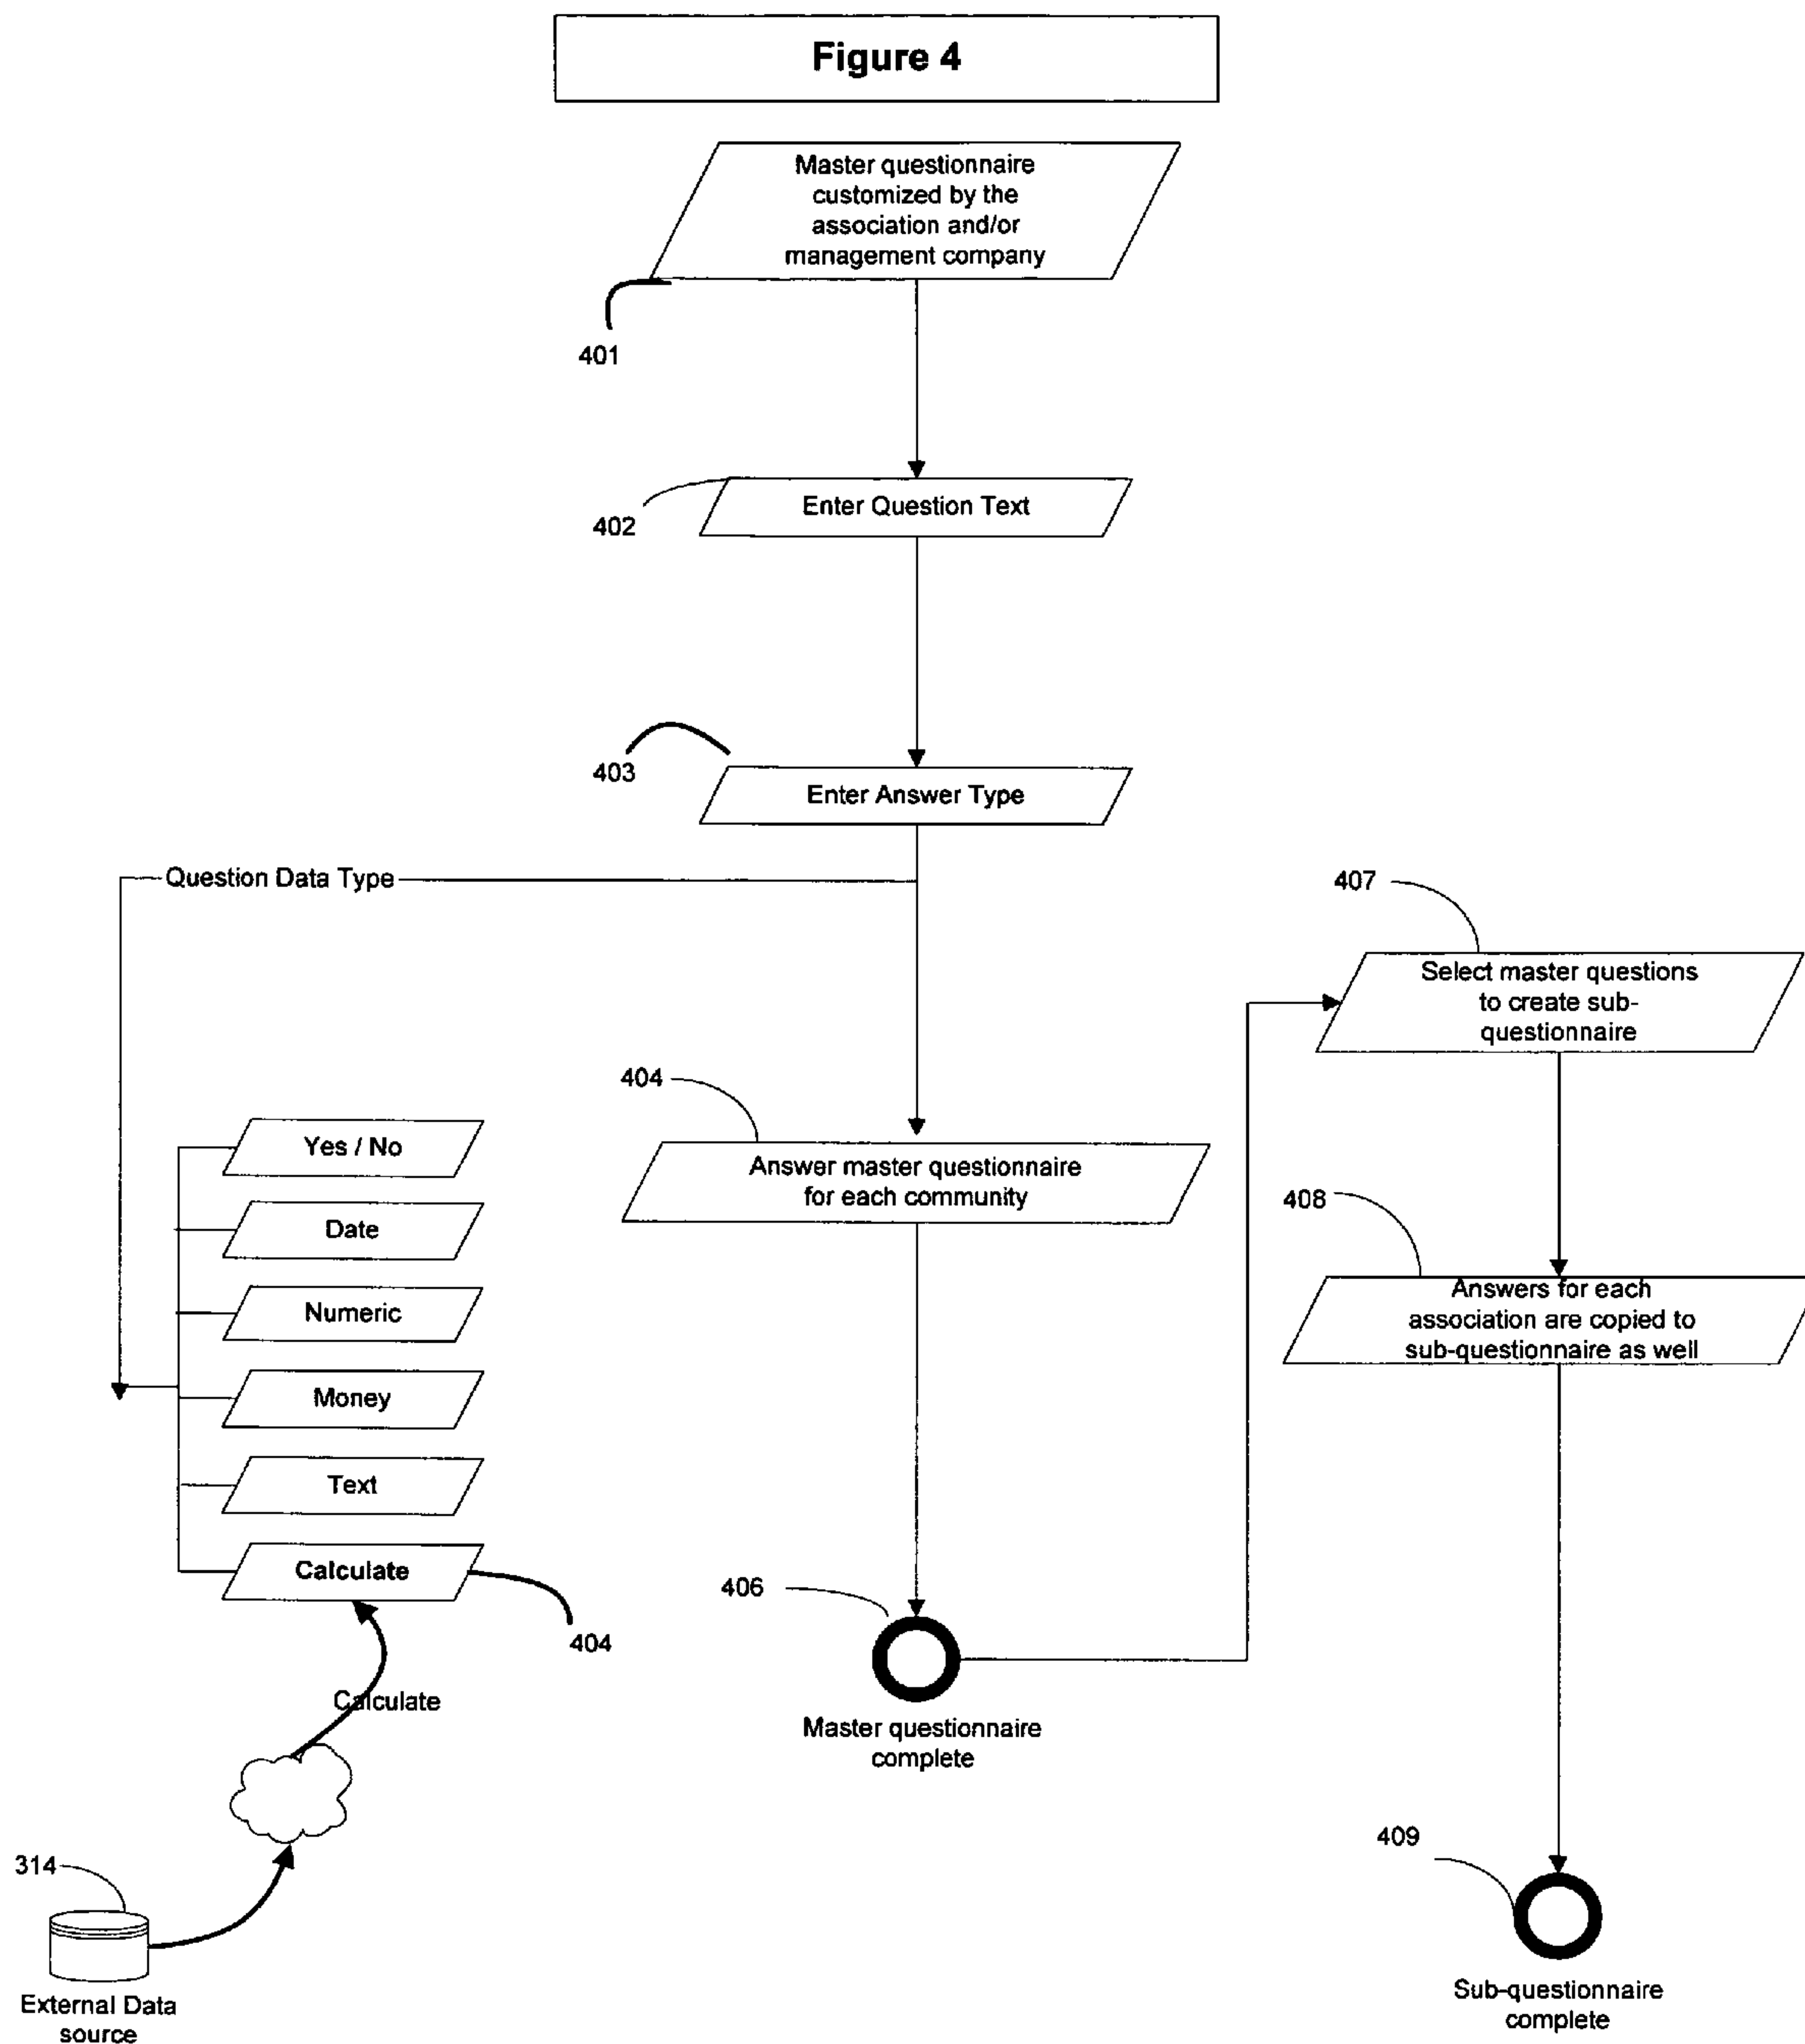 Figure 4
Master questionnaire
customized by the
association and/or
management company
401
Enter Question Text
402
403
Enter Answer Type
Question Data Type
407
Select master questions
to create sub-
questionnaire
404
Answer master questionnaire
for each community
408
Answers for each
association are copied to
sub-questionnaire as well
Yes / No
Date
Numeric
Money
Text
Calculate
404
Calculate
406
Master questionnaire
complete
314
External Data
source
409
Sub-questionnaire
complete